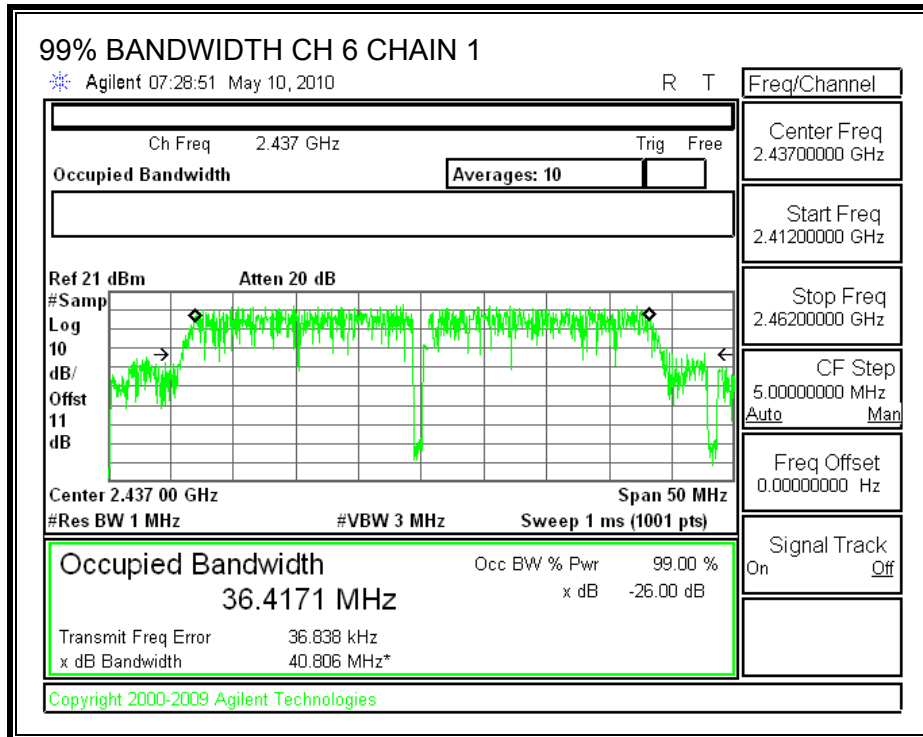 99% BANDWIDTH CH 6 CHAIN 1
Agilent 07:28:51 May 10, 2010 R T
Freq/Channel
Ch Freq 2.437 GHz Trig Free
Occupied Bandwidth Averages: 10
Center Freq
2.43700000 GHz
Start Freq
2.41200000 GHz
Stop Freq
2.46200000 GHz
CF Step
5.00000000 MHz
Auto Man
Freq Offset
0.00000000 Hz
Signal Track
On Off
Ref 21 dBm Atten 20 dB
#Samp
Log
10
dB/
Offst
11
dB
Center 2.437 00 GHz Span 50 MHz
#Res BW 1 MHz #VBW 3 MHz Sweep 1 ms (1001 pts)
Occupied Bandwidth Occ BW % Pwr 99.00 %
36.4171 MHz x dB -26.00 dB
Transmit Freq Error 36.838 kHz
x dB Bandwidth 40.806 MHz*
Copyright 2000-2009 Agilent Technologies